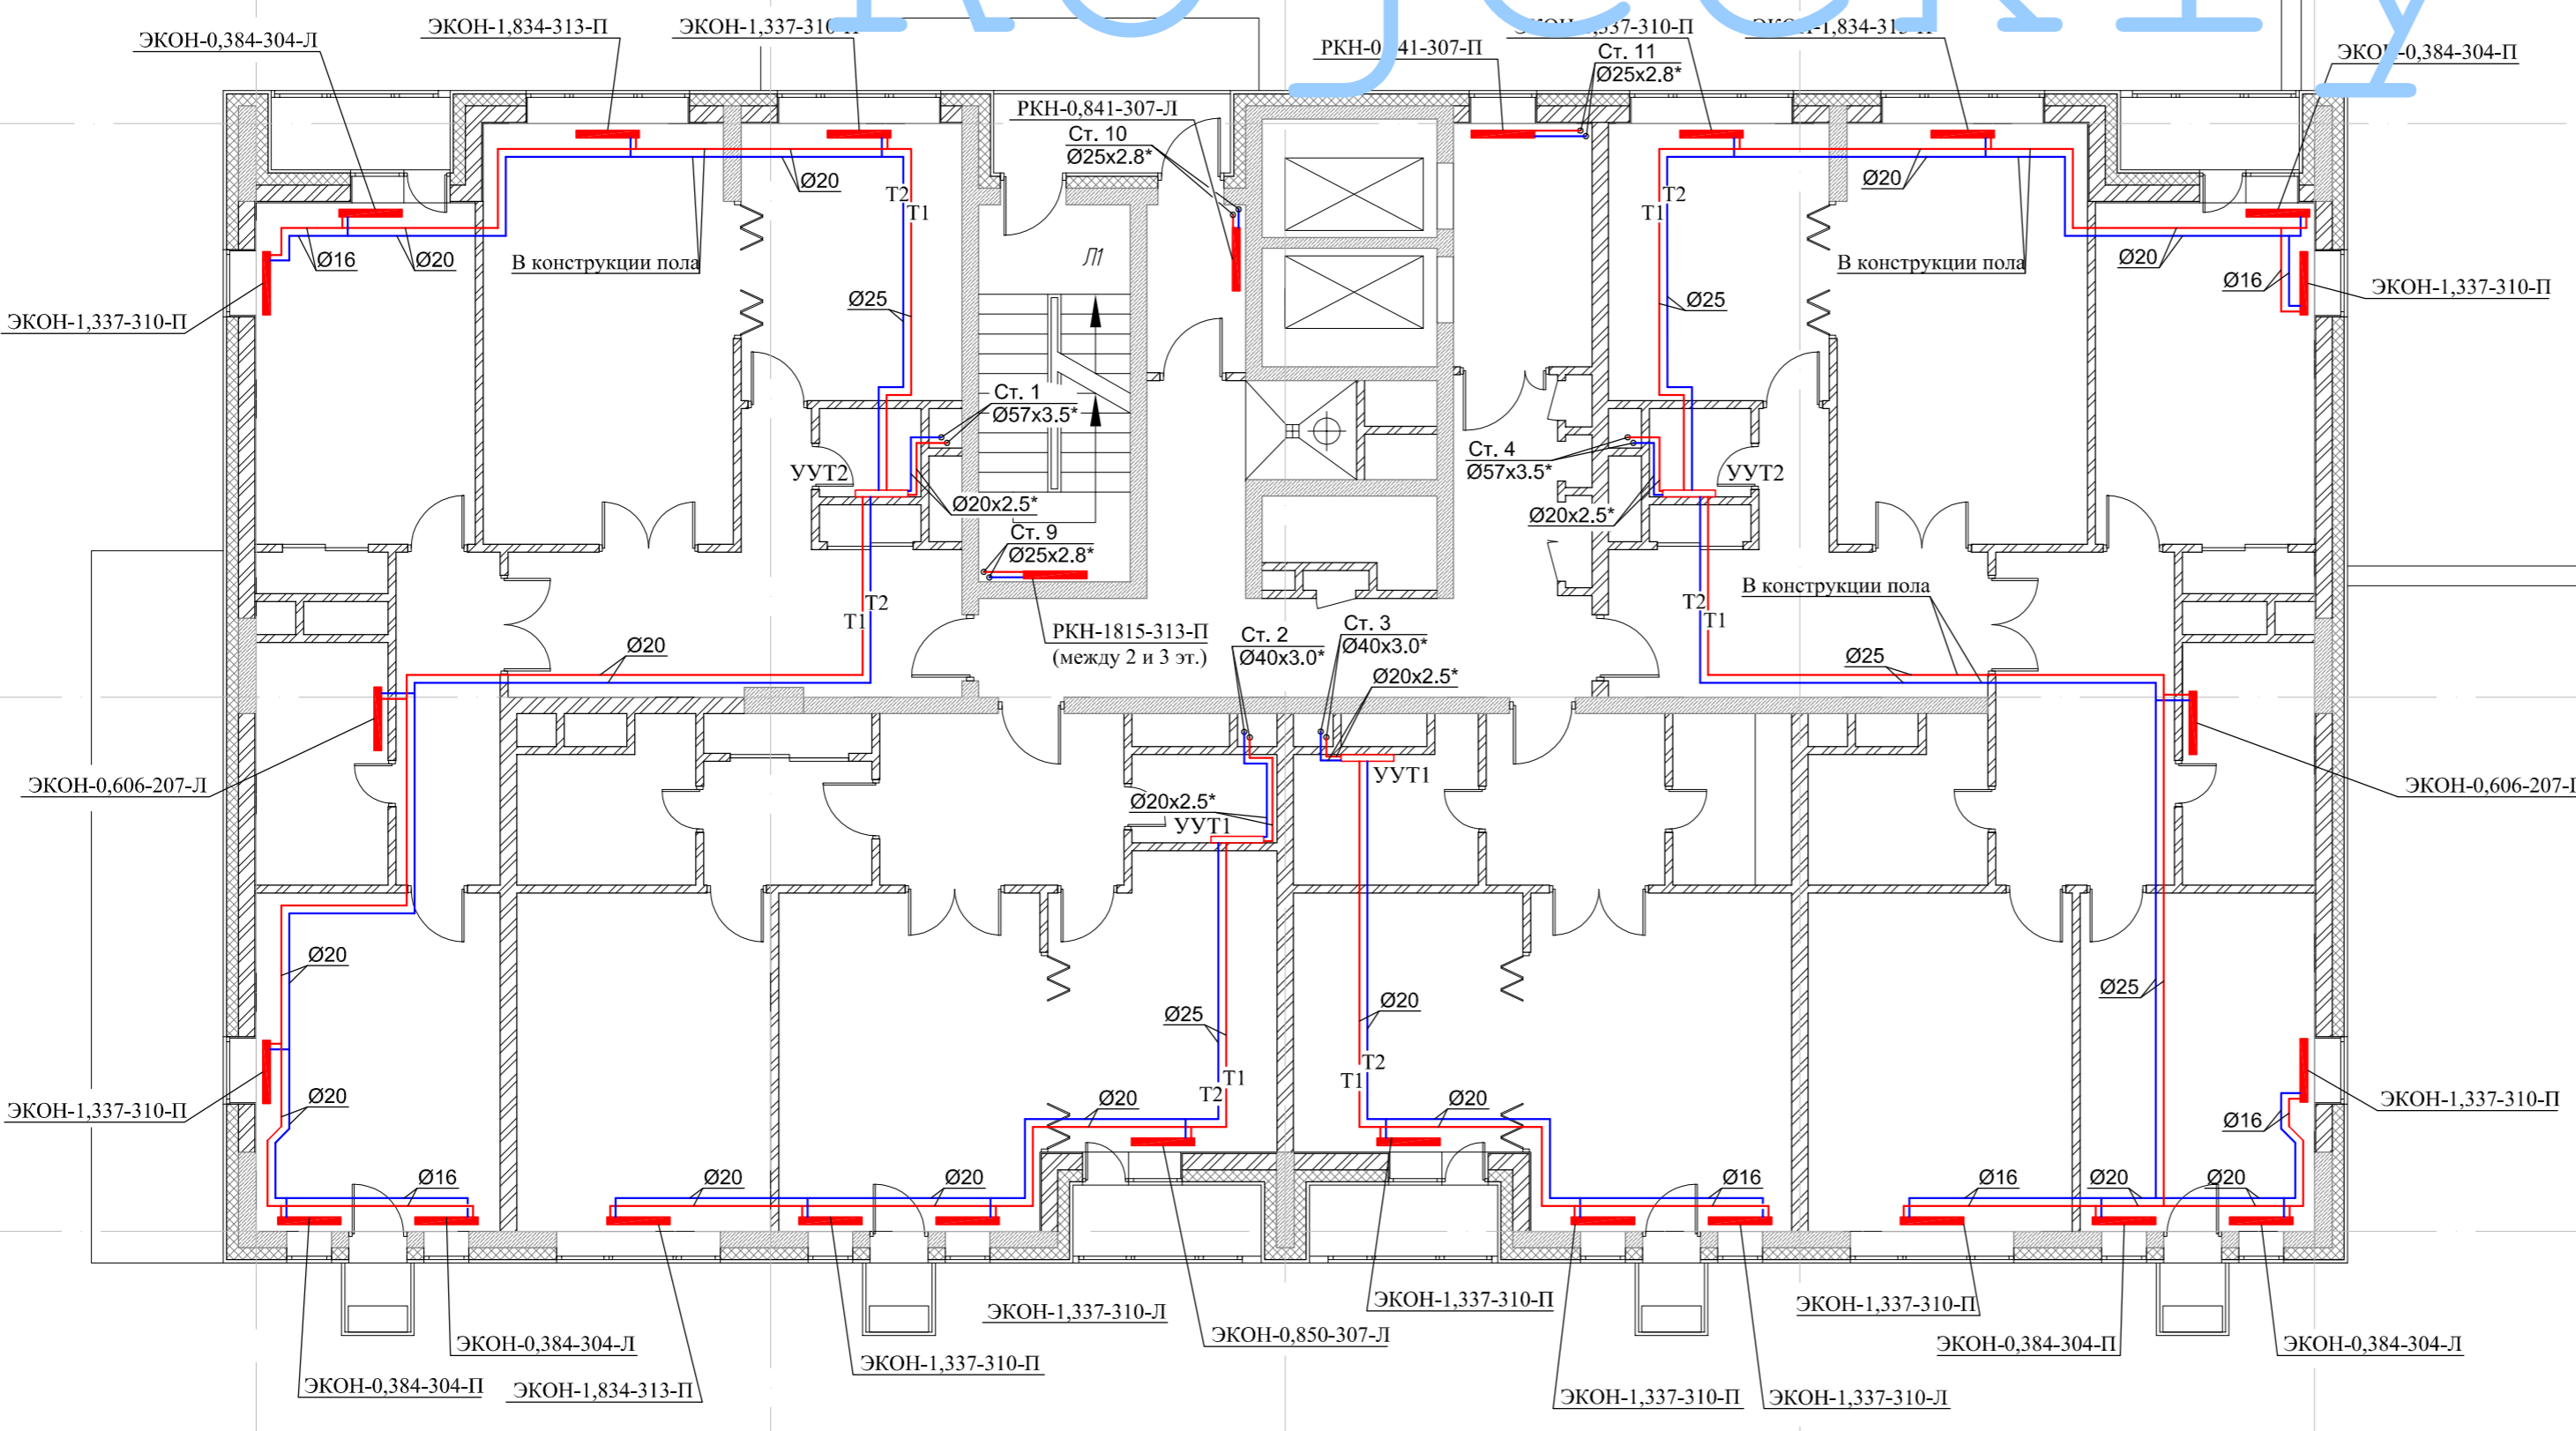 ЭКОН-0,384-304-Л
ЭКОН-1,834-313-П
ЭКОН-1,337-310-П
ЭКОН-1,834-313-П
ЭКОН-0,384-304-П
РКН-0,841-307-П
Ст. 11
Ø25x2.8*
РКН-0,841-307-Л
Ст. 10
Ø25x2.8*
Ø20
Т2
Т1
Ø16
Ø20
В конструкции пола
Ø25
Л1
ЭКОН-1,337-310-П
Ø20
Т2
Т1
В конструкции пола
Ø25
Ø20
Ø16
ЭКОН-1,337-310-П
Ст. 1
Ø57x3.5*
УУТ2
Ø20x2.5*
Ст. 9
Ø25x2.8*
Ст. 4
Ø57x3.5*
УУТ2
Ø20x2.5*
Т2
Т1
РКН-1815-313-П
(между 2 и 3 эт.)
Ø20
Ст. 2
Ø40x3.0*
Ст. 3
Ø40x3.0*
Ø20x2.5*
В конструкции пола
Т2
Т1
Ø25
ЭКОН-0,606-207-Л
Ø20x2.5*
УУТ1
УУТ1
ЭКОН-0,606-207-
Ø20
Ø20
ЭКОН-1,337-310-П
Ø25
Т1
Т2
Ø20
Ø20
Т2
Т1
Ø20
Ø25
Ø16
ЭКОН-1,337-310-П
Ø16
Ø20
Ø20
Ø16
Ø16
Ø20
Ø20
ЭКОН-1,337-310-Л
ЭКОН-0,850-307-Л
ЭКОН-1,337-310-П
ЭКОН-1,337-310-П
ЭКОН-0,384-304-Л
ЭКОН-1,337-310-П
ЭКОН-0,384-304-П
ЭКОН-0,384-304-Л
ЭКОН-0,384-304-П
ЭКОН-1,834-313-П
ЭКОН-1,337-310-П
ЭКОН-1,337-310-Л